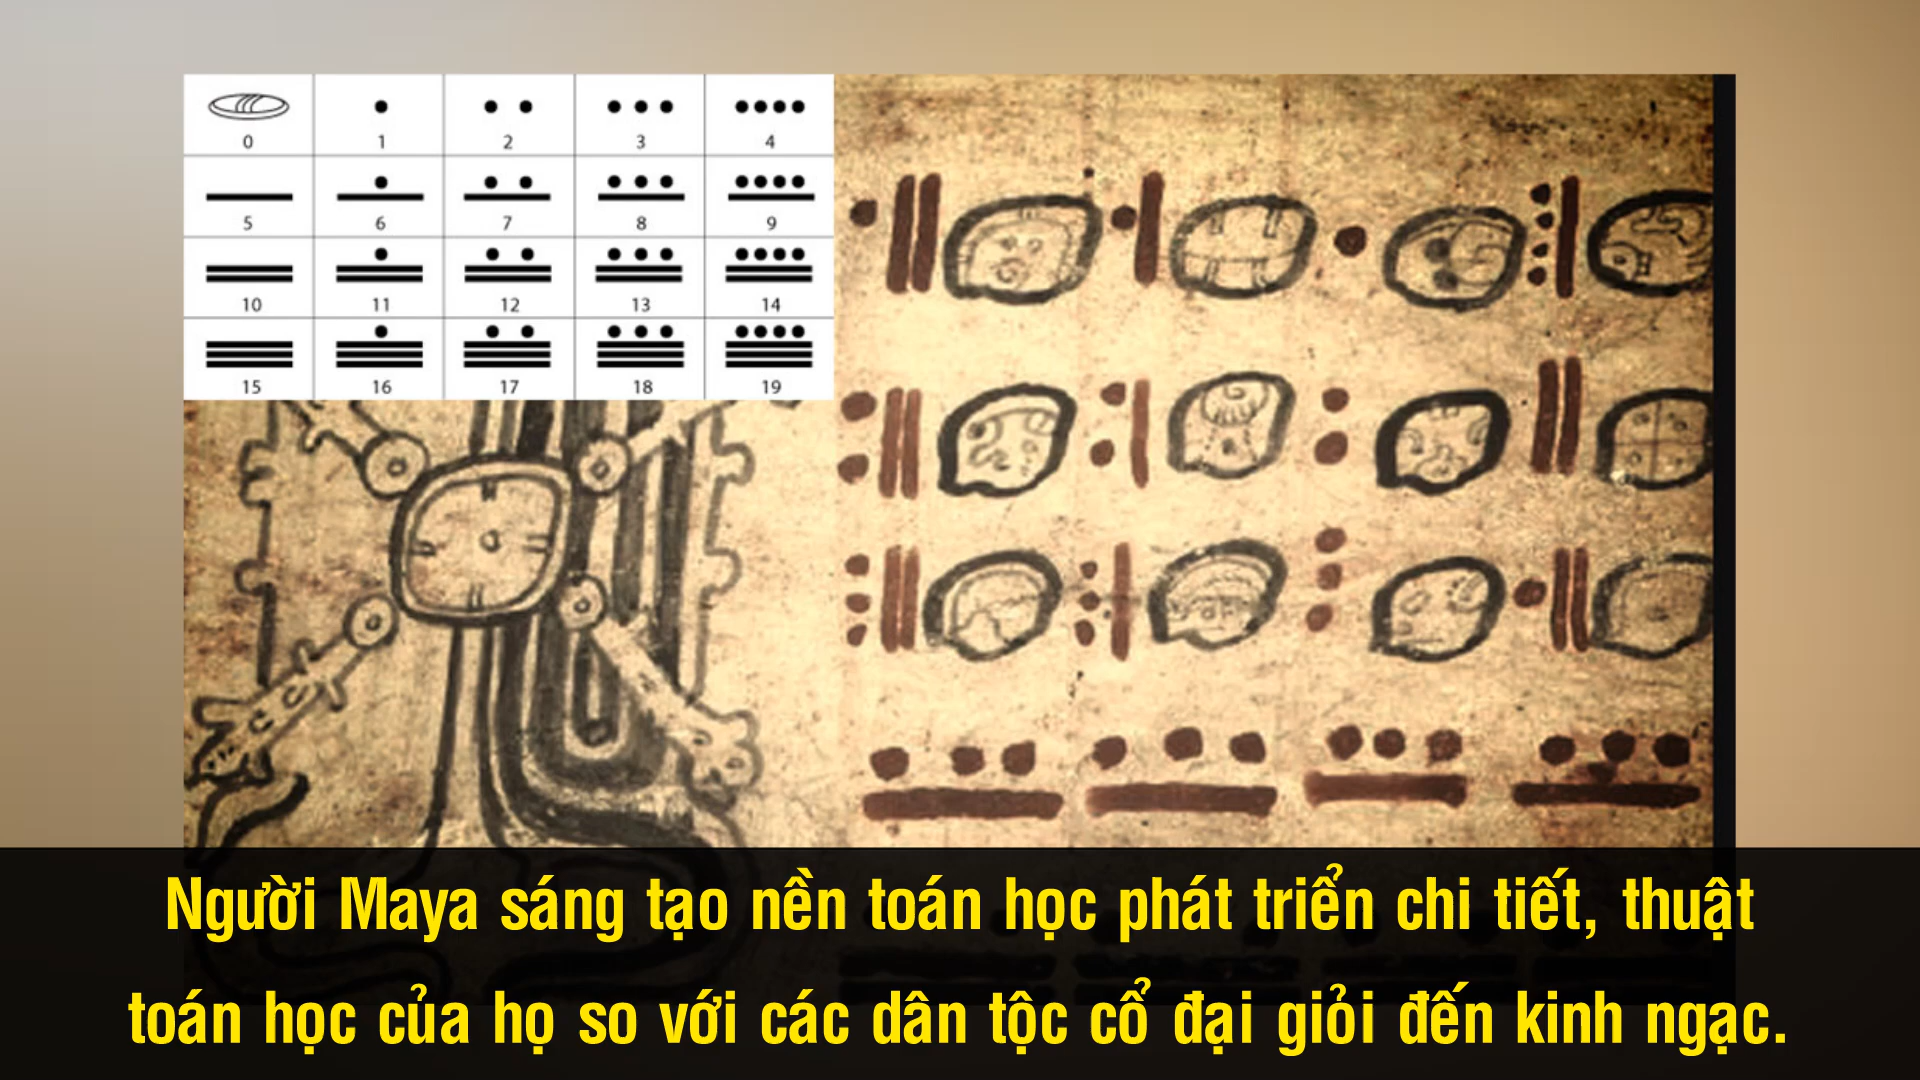 0 1 2 3 4
5 6 7 8 9
10 11 12 13 14
15 16 17 18 19
Người Maya sáng tạo nền toán học phát triển chi tiết, thuật
toán học của họ so với các dân tộc cổ đại giỏi đến kinh ngạc.